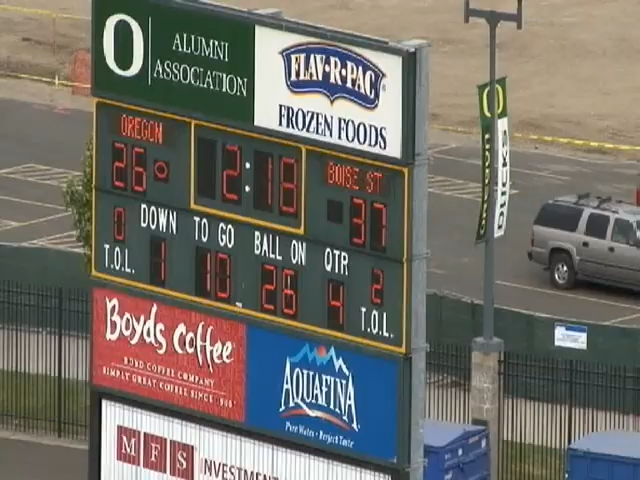 O ALUMNI
ASSOCIATION
FLAV·R·PAC
FROZEN FOODS
OREGON
26
2:18
BOISE ST
37
0 DOWN TO GO BALL ON QTR 2
T.O.L. 1 10 26 4 T.O.L.
Boyds Coffee
BOYD COFFEE COMPANY
SIMPLY GREAT COFFEE SINCE 1900
AQUAFINA
Pure Water · Perfect Taste
MFS INVESTMENT
O
OREGON
DUCKS